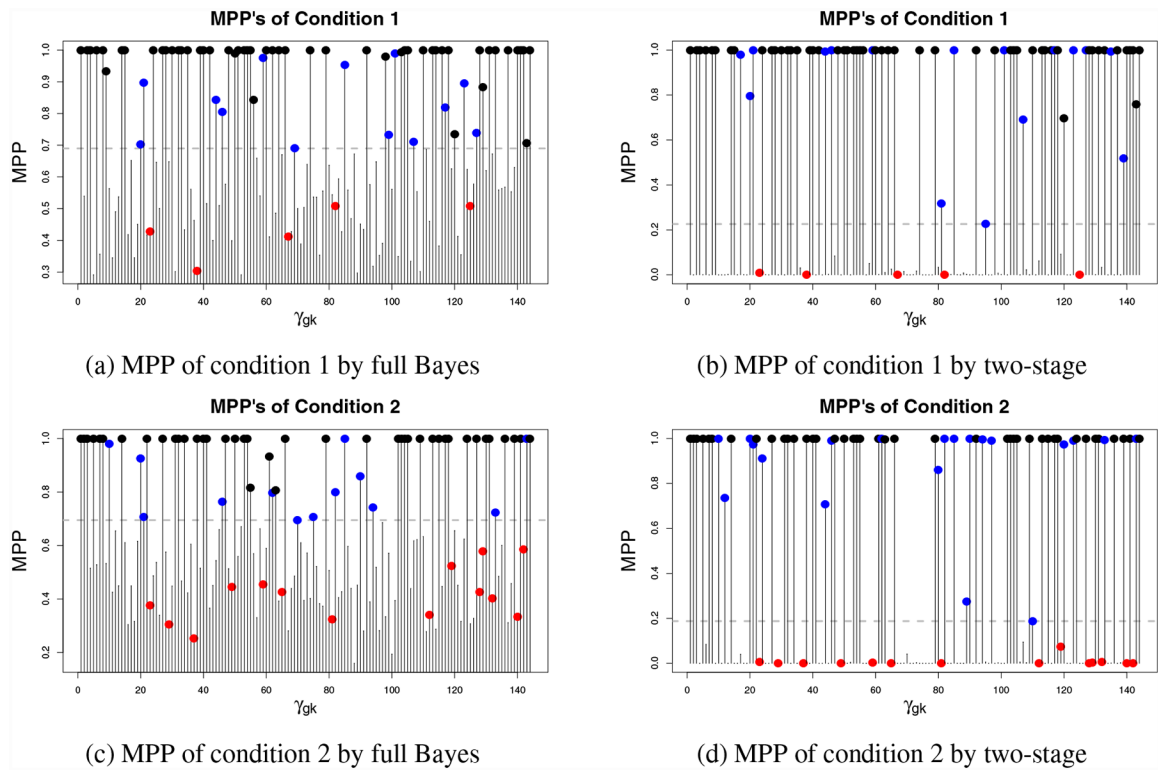 MPP's of Condition 1
MPP
0.3 0.4 0.5 0.6 0.7 0.8 0.9 1.0
0 20 40 60 80 100 120 140
γgk
(a) MPP of condition 1 by full Bayes
MPP's of Condition 1
MPP
0.0 0.2 0.4 0.6 0.8 1.0
0 20 40 60 80 100 120 140
γgk
(b) MPP of condition 1 by two-stage
MPP's of Condition 2
MPP
0.2 0.4 0.6 0.8 1.0
0 20 40 60 80 100 120 140
γgk
(c) MPP of condition 2 by full Bayes
MPP's of Condition 2
MPP
0.0 0.2 0.4 0.6 0.8 1.0
0 20 40 60 80 100 120 140
γgk
(d) MPP of condition 2 by two-stage